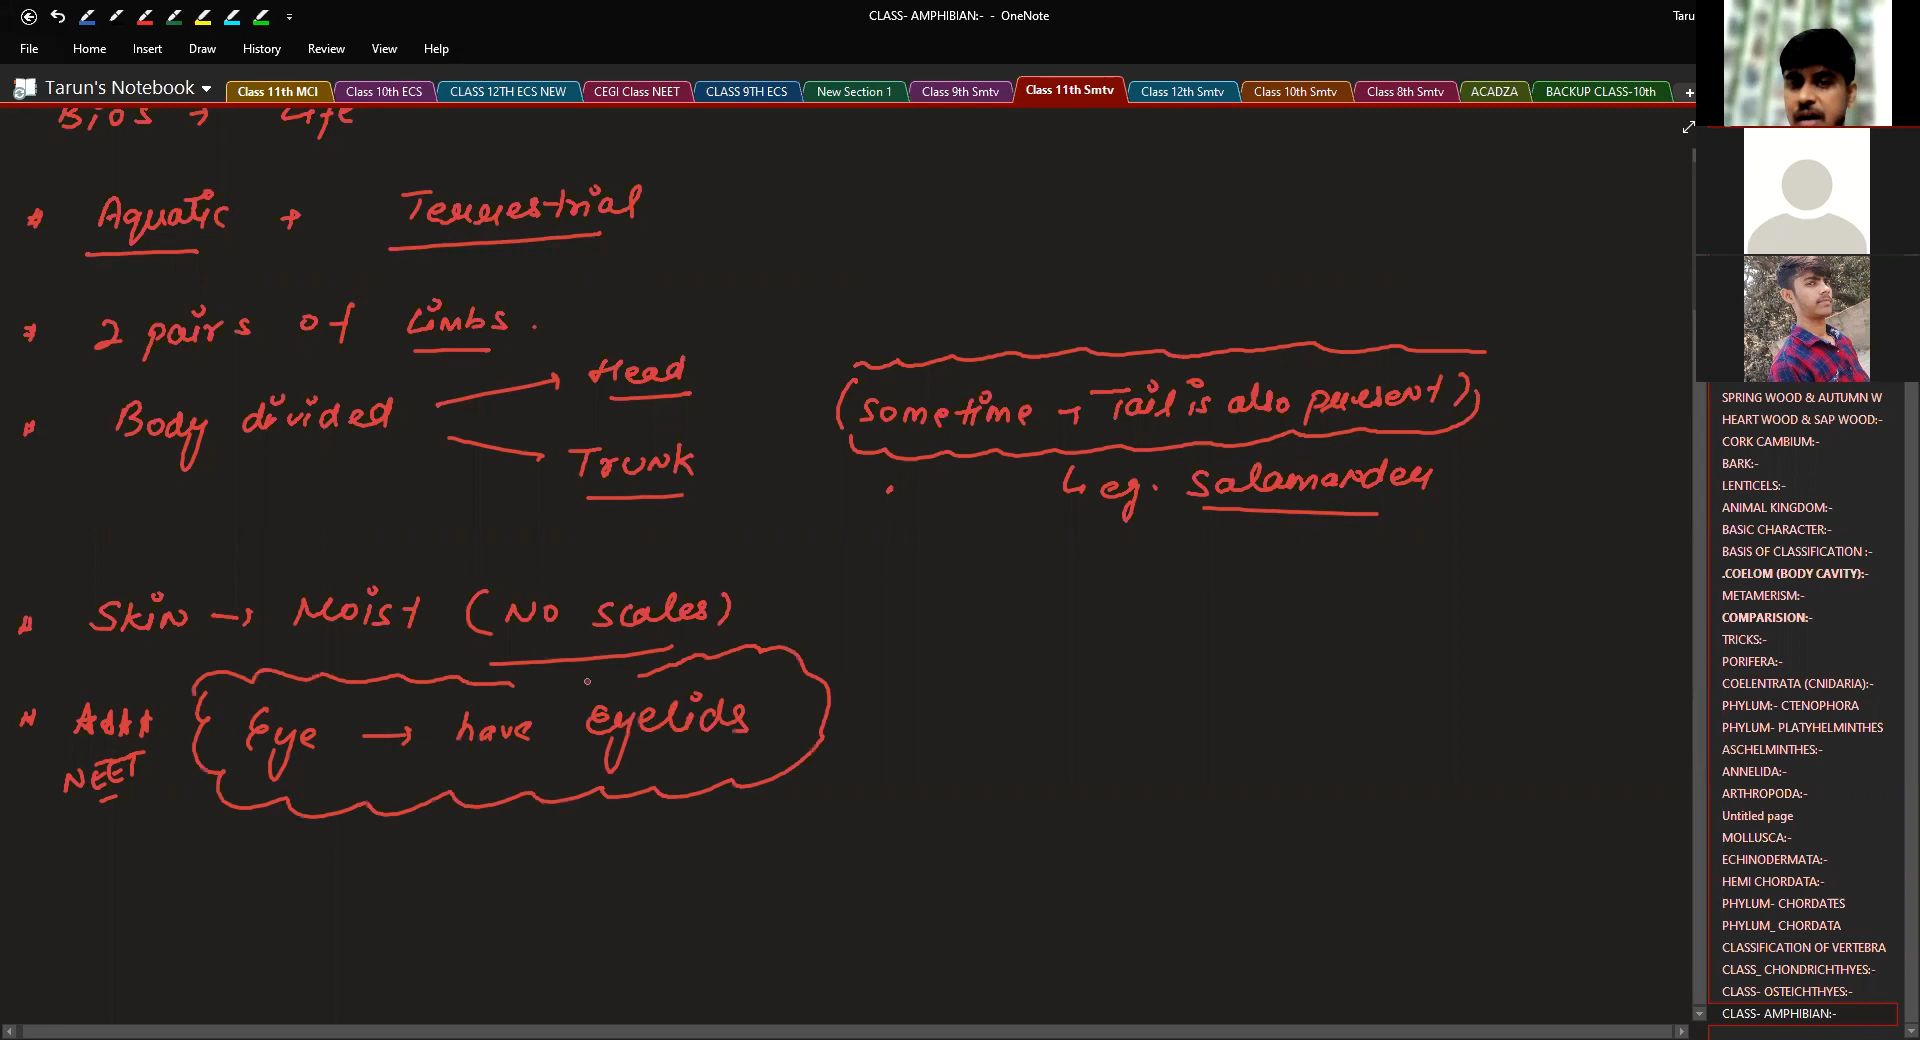 CLASS- AMPHIBIAN:- - OneNote
Taru
File Home Insert Draw History Review View Help
Tarun's Notebook
Class 11th MCI Class 10th ECS CLASS 12TH ECS NEW CEGI Class NEET CLASS 9TH ECS New Section 1 Class 9th Smtv Class 11th Smtv Class 12th Smtv Class 10th Smtv Class 8th Smtv ACADZA BACKUP CLASS-10th +
Bios → Life
* Aquatic + Terrestrial
* 2 pairs of Limbs.
* Body divided → Head
→ Trunk
(sometime → Tail is also present)
↳ eg. Salamander
* Skin → Moist (No scales)
* Eye → have Eyelids
NEET
SPRING WOOD & AUTUMN W
HEART WOOD & SAP WOOD:-
CORK CAMBIUM:-
BARK:-
LENTICELS:-
ANIMAL KINGDOM:-
BASIC CHARACTER:-
BASIS OF CLASSIFICATION :-
.COELOM (BODY CAVITY):-
METAMERISM:-
COMPARISION:-
TRICKS:-
PORIFERA:-
COELENTRATA (CNIDARIA):-
PHYLUM:- CTENOPHORA
PHYLUM- PLATYHELMINTHES
ASCHELMINTHES:-
ANNELIDA:-
ARTHROPODA:-
Untitled page
MOLLUSCA:-
ECHINODERMATA:-
HEMI CHORDATA:-
PHYLUM- CHORDATES
PHYLUM_ CHORDATA
CLASSIFICATION OF VERTEBRA
CLASS_ CHONDRICHTHYES:-
CLASS- OSTEICHTHYES:-
CLASS- AMPHIBIAN:-